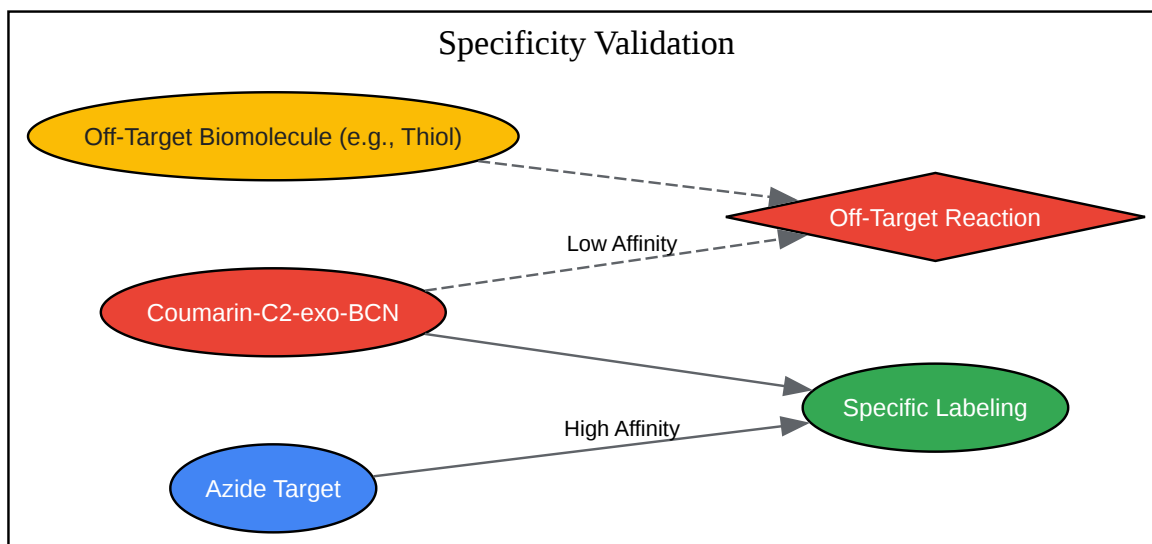 Specificity Validation
Off-Target Biomolecule (e.g., Thiol)
Off-Target Reaction
Low Affinity
Coumarin-C2-exo-BCN
Specific Labeling
High Affinity
Azide Target